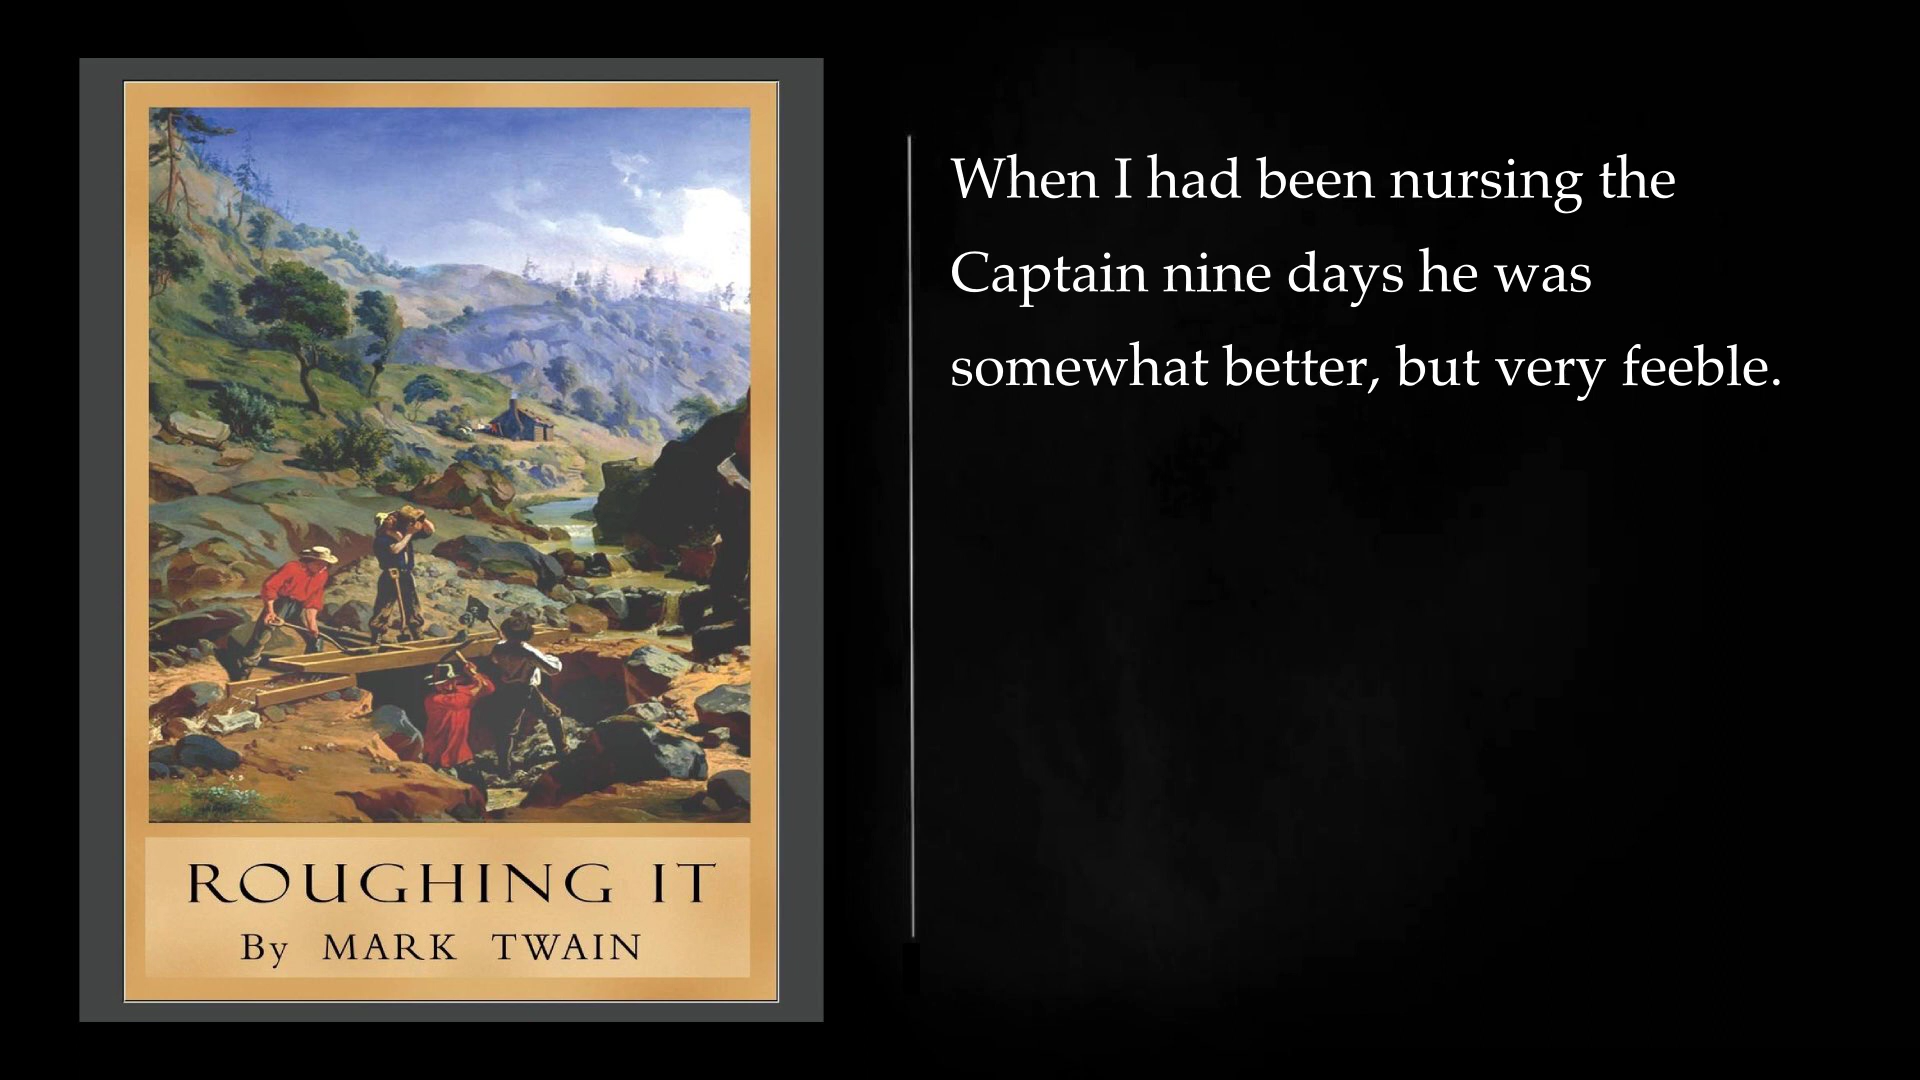 ROUGHING IT
By MARK TWAIN
When I had been nursing the
Captain nine days he was
somewhat better, but very feeble.